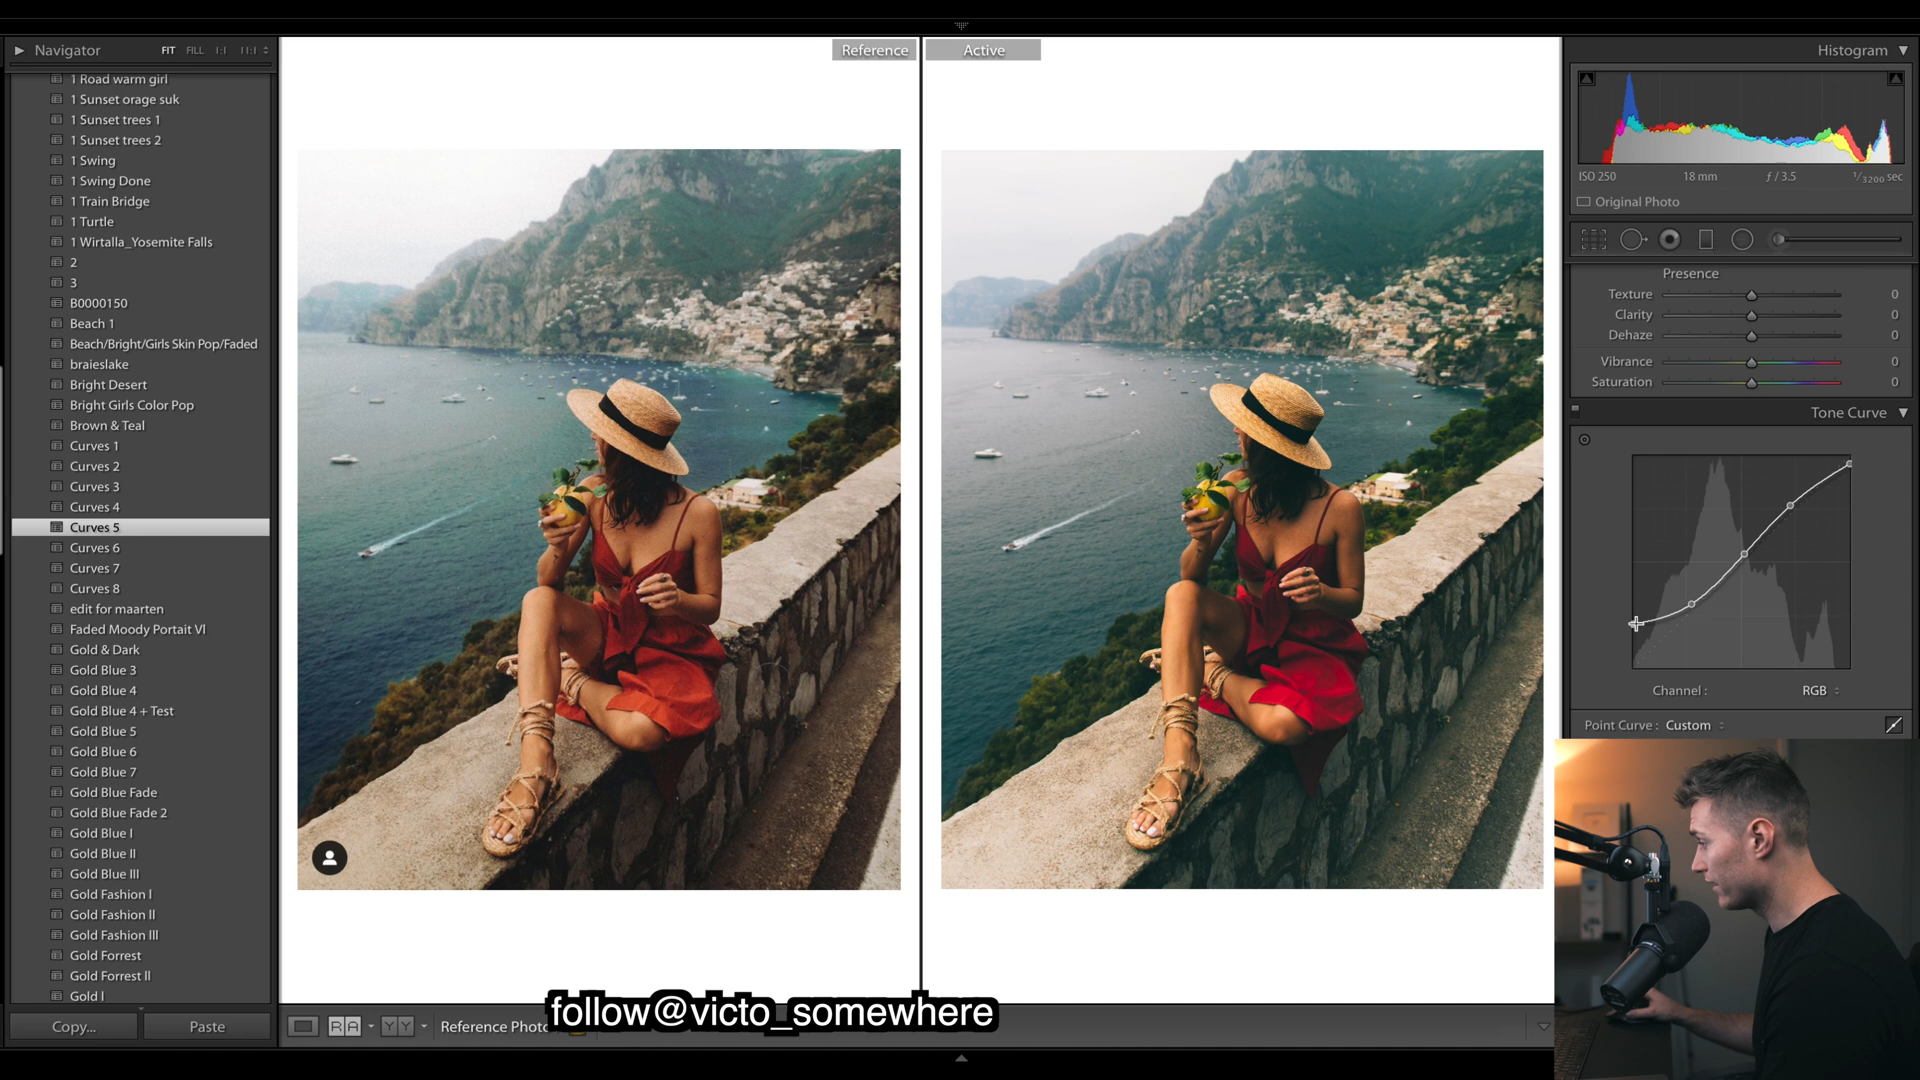 Navigator FIT FILL 1:1 11:1
1 Road warm girl
1 Sunset orage suk
1 Sunset trees 1
1 Sunset trees 2
1 Swing
1 Swing Done
1 Train Bridge
1 Turtle
1 Wirtalla_Yosemite Falls
2
3
B0000150
Beach 1
Beach/Bright/Girls Skin Pop/Faded
braieslake
Bright Desert
Bright Girls Color Pop
Brown & Teal
Curves 1
Curves 2
Curves 3
Curves 4
Curves 5
Curves 6
Curves 7
Curves 8
edit for maarten
Faded Moody Portait Vl
Gold & Dark
Gold Blue 3
Gold Blue 4
Gold Blue 4 + Test
Gold Blue 5
Gold Blue 6
Gold Blue 7
Gold Blue Fade
Gold Blue Fade 2
Gold Blue I
Gold Blue II
Gold Blue III
Gold Fashion l
Gold Fashion ll
Gold Fashion lll
Gold Forrest
Gold Forrest ll
Gold I
Copy... Paste
Reference Active
R A Y Y Reference Photo
follow@victo_somewhere
Histogram
ISO 250 18 mm ƒ / 3.5 1/3200 sec
Original Photo
Presence
Texture 0
Clarity 0
Dehaze 0
Vibrance 0
Saturation 0
Tone Curve
Channel : RGB
Point Curve : Custom